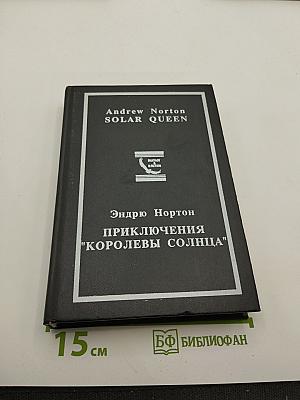 Andrew Norton
SOLAR QUEEN
Эндрю Нортон
ПРИКЛЮЧЕНИЯ
"КОРОЛЕВЫ СОЛНЦА"
15 см
БФ БИБЛИОФАН